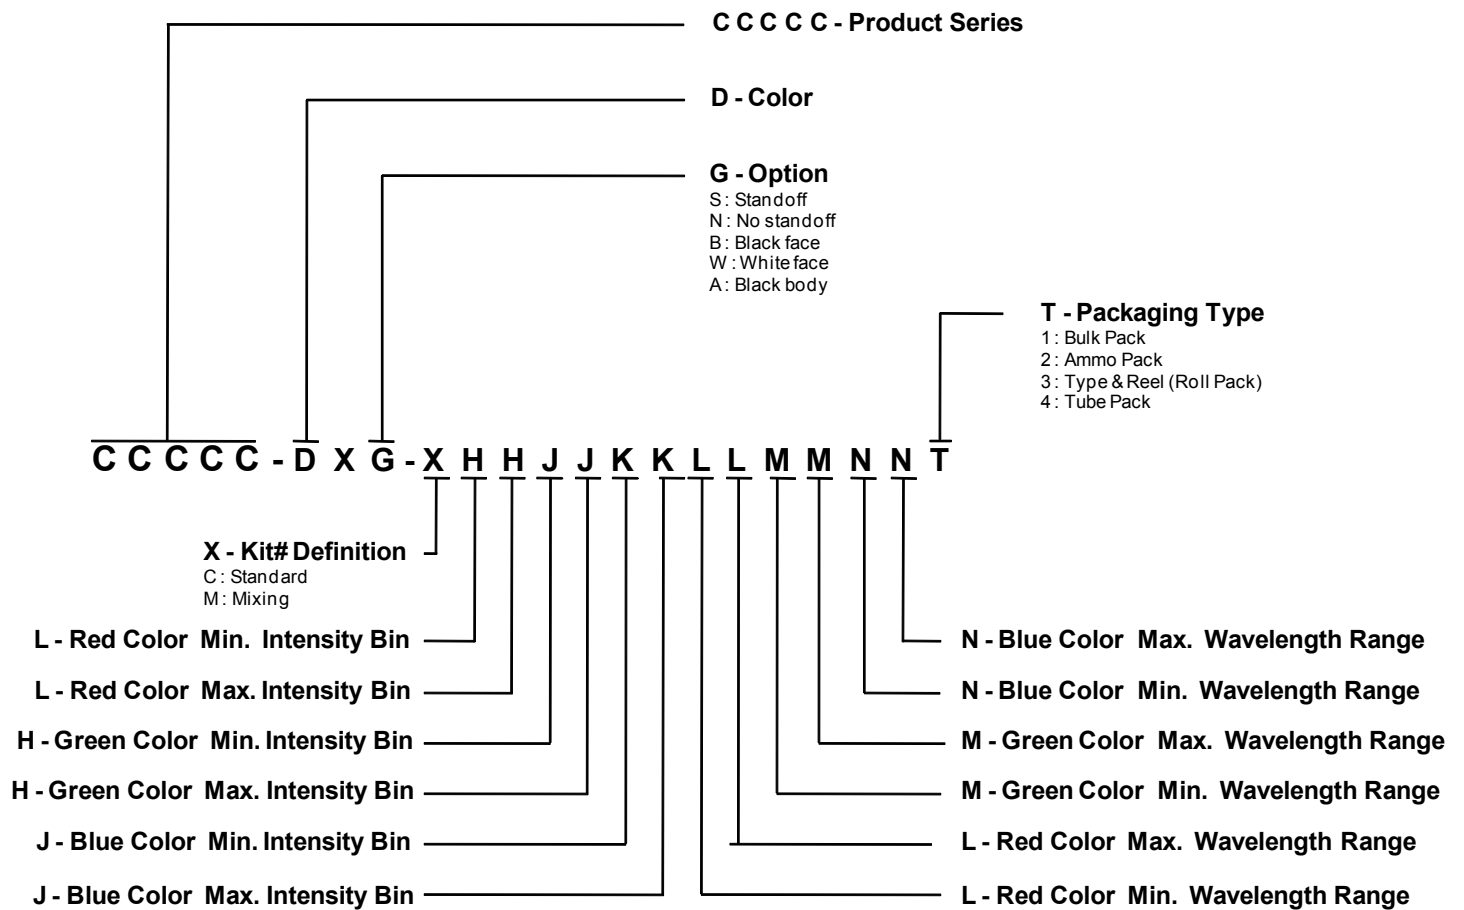 C C C C C - Product Series
D - Color
G - Option
S : Standoff
N : No standoff
B : Black face
W : White face
A : Black body
T - Packaging Type
1 : Bulk Pack
2 : Ammo Pack
3 : Type & Reel (Roll Pack)
4 : Tube Pack
C C C C C - D X G - X H H J J K K L L M M N N T
X - Kit# Definition
C : Standard
M : Mixing
L - Red Color Min. Intensity Bin
L - Red Color Max. Intensity Bin
H - Green Color Min. Intensity Bin
H - Green Color Max. Intensity Bin
J - Blue Color Min. Intensity Bin
J - Blue Color Max. Intensity Bin
N - Blue Color Max. Wavelength Range
N - Blue Color Min. Wavelength Range
M - Green Color Max. Wavelength Range
M - Green Color Min. Wavelength Range
L - Red Color Max. Wavelength Range
L - Red Color Min. Wavelength Range